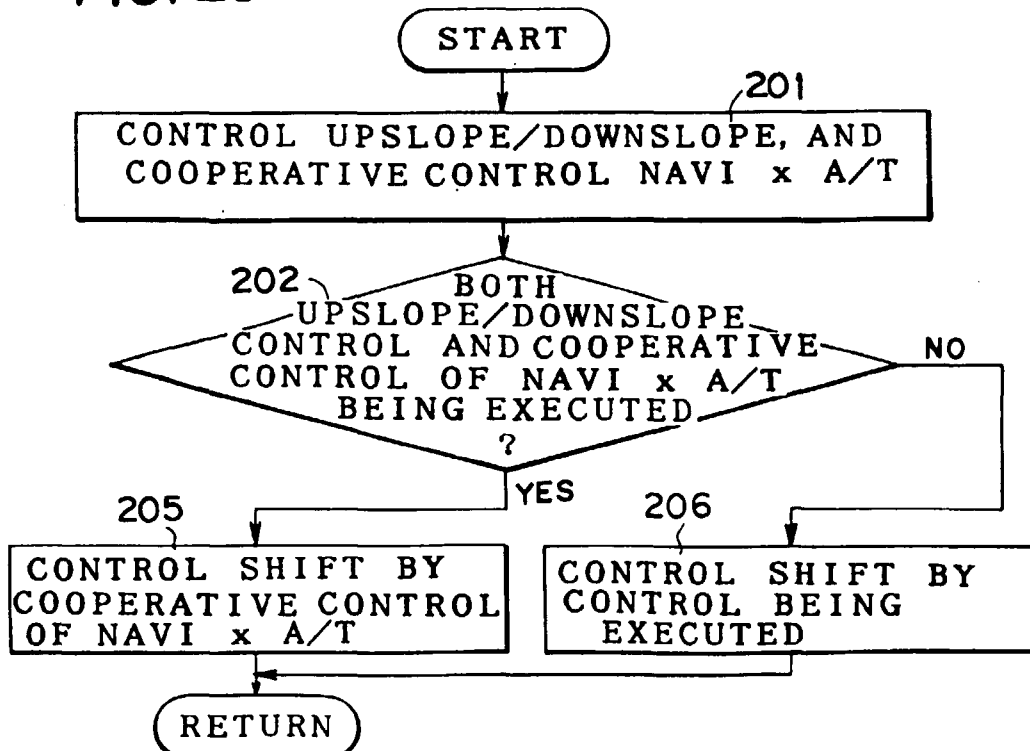 START
201
CONTROL UPSLOPE/DOWNSLOPE, AND
COOPERATIVE CONTROL NAVI x A/T
202
BOTH
UPSLOPE/DOWNSLOPE
CONTROL AND COOPERATIVE
CONTROL OF NAVI x A/T
BEING EXECUTED
?
NO
YES
205
CONTROL SHIFT BY
COOPERATIVE CONTROL
OF NAVI x A/T
206
CONTROL SHIFT BY
CONTROL BEING
EXECUTED
RETURN